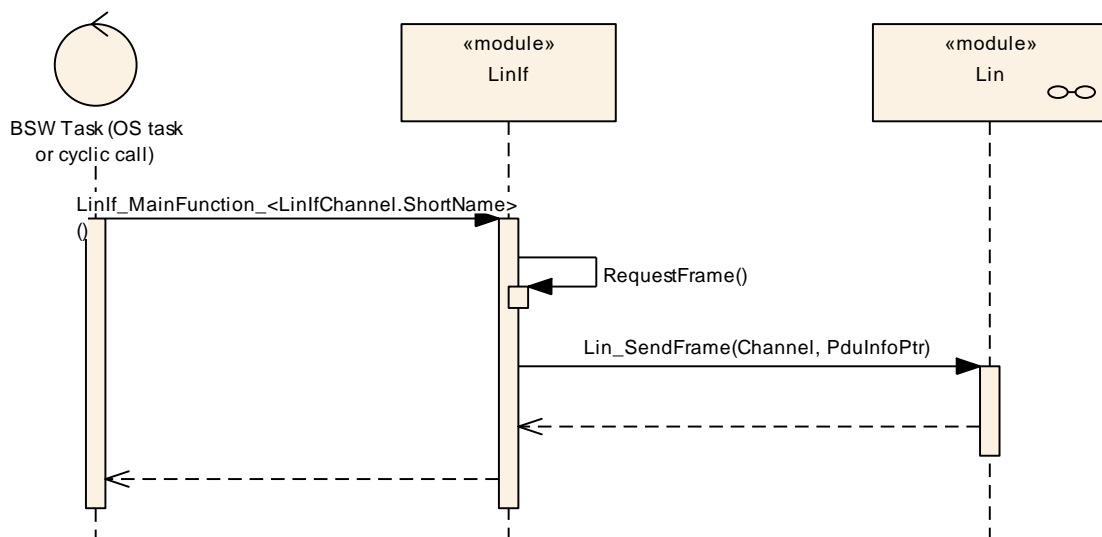 «module»
LinIf
«module»
Lin
BSW Task (OS task
or cyclic call)
LinIf_MainFunction_<LinIfChannel.ShortName>
()
RequestFrame()
Lin_SendFrame(Channel, PduInfoPtr)